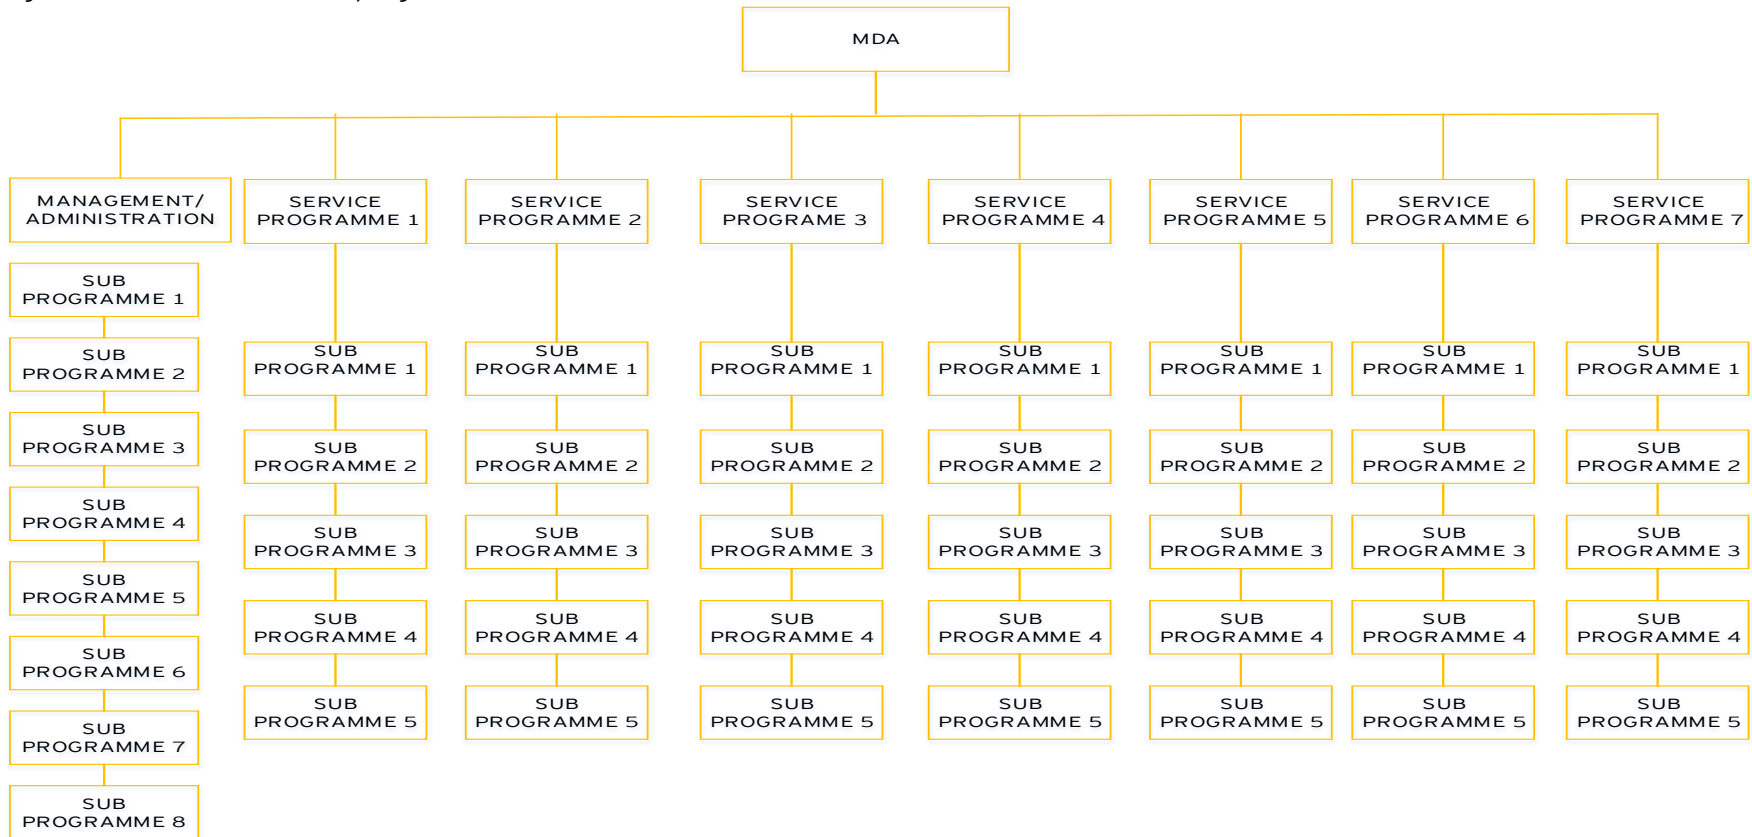 MDA
MANAGEMENT/
ADMINISTRATION
SERVICE
PROGRAMME 1
SERVICE
PROGRAMME 2
SERVICE
PROGRAME 3
SERVICE
PROGRAMME 4
SERVICE
PROGRAMME 5
SERVICE
PROGRAMME 6
SERVICE
PROGRAMME 7
SUB
PROGRAMME 1
SUB
PROGRAMME 2
SUB
PROGRAMME 3
SUB
PROGRAMME 4
SUB
PROGRAMME 5
SUB
PROGRAMME 6
SUB
PROGRAMME 7
SUB
PROGRAMME 8
SUB
PROGRAMME 1
SUB
PROGRAMME 2
SUB
PROGRAMME 3
SUB
PROGRAMME 4
SUB
PROGRAMME 5
SUB
PROGRAMME 1
SUB
PROGRAMME 2
SUB
PROGRAMME 3
SUB
PROGRAMME 4
SUB
PROGRAMME 5
SUB
PROGRAMME 1
SUB
PROGRAMME 2
SUB
PROGRAMME 3
SUB
PROGRAMME 4
SUB
PROGRAMME 5
SUB
PROGRAMME 1
SUB
PROGRAMME 2
SUB
PROGRAMME 3
SUB
PROGRAMME 4
SUB
PROGRAMME 5
SUB
PROGRAMME 1
SUB
PROGRAMME 2
SUB
PROGRAMME 3
SUB
PROGRAMME 4
SUB
PROGRAMME 5
SUB
PROGRAMME 1
SUB
PROGRAMME 2
SUB
PROGRAMME 3
SUB
PROGRAMME 4
SUB
PROGRAMME 5
SUB
PROGRAMME 1
SUB
PROGRAMME 2
SUB
PROGRAMME 3
SUB
PROGRAMME 4
SUB
PROGRAMME 5